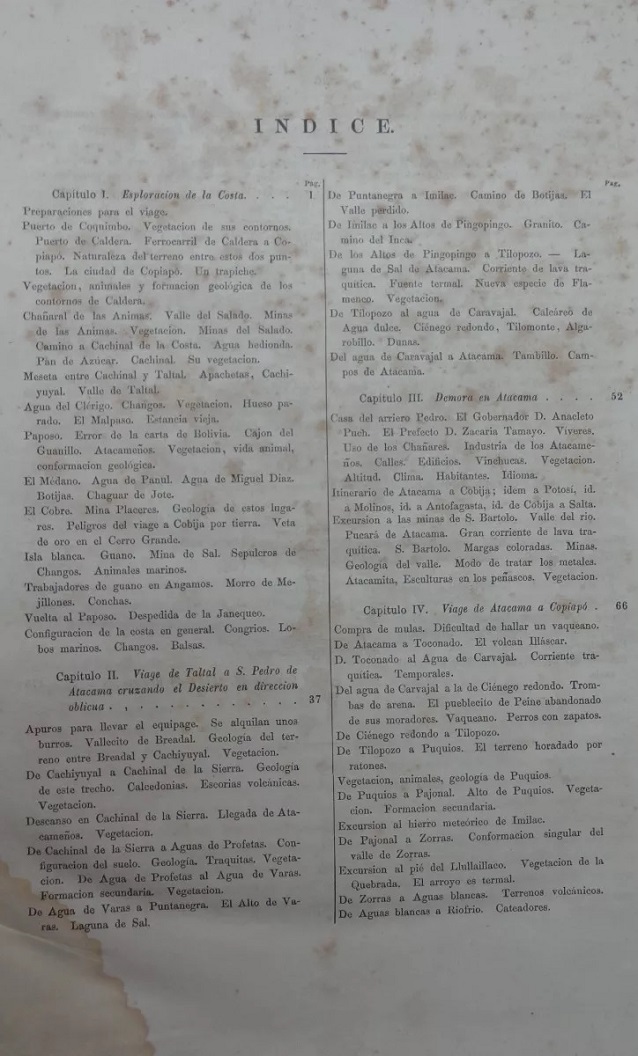 INDICE.
Pag.
Capitulo I. Esploracion de la Costa. . . . 1
Preparaciones para el viage.
Puerto de Coquimbo. Vegetacion de sus contornos.
Puerto de Caldera. Ferrocarril de Caldera a Co-
piapó. Naturaleza del terreno entre estos dos pun-
tos. La ciudad de Copiapó. Un trapiche.
Vegetacion, animales y formacion geológica de los
contornos de Caldera.
Chañaral de las Animas. Valle del Salado. Minas
de las Animas. Vegetacion. Minas del Salado.
Camino a Cachinal de la Costa. Agua hedionda.
Pan de Azúcar. Cachinal. Su vegetacion.
Meseta entre Cachinal y Taltal. Apachetas, Cachi-
yuyal. Valle de Taltal.
Agua del Clérigo. Changos. Vegetacion. Hueso pa-
rado. El Malpaso. Estancia vieja.
Paposo. Error de la carta de Bolivia. Cajon del
Guanillo. Atacameños. Vegetacion, vida animal,
conformacion geológica.
El Médano. Agua de Panul. Agua de Miguel Diaz.
Botijas. Chaguar de Jote.
El Cobre. Mina Placeres. Geologia de estos luga-
res. Peligros del viage a Cobija por tierra. Veta
de oro en el Cerro Grande.
Isla blanca. Guano. Mina de Sal. Sepulcros de
Changos. Animales marinos.
Trabajadores de guano en Angamos. Morro de Me-
jillones. Conchas.
Vuelta al Paposo. Despedida de la Janequeo.
Configuracion de la costa en general. Congrios. Lo-
bos marinos. Changos. Balsas.
Capitulo II. Viage de Taltal a S. Pedro de
Atacama cruzando el Desierto en direccion
oblicua . . . . . . . . . . . . 37
Apuros para llevar el equipage. Se alquilan unos
burros. Vallecito de Breadal. Geologia del ter-
reno entre Breadal y Cachiyuyal. Vegetacion.
De Cachiyuyal a Cachinal de la Sierra. Geologia
de este trecho. Calcedonias. Escorias volcánicas.
Vegetacion.
Descanso en Cachinal de la Sierra. Llegada de Ata-
cameños. Vegetacion.
De Cachinal de la Sierra a Aguas de Profetas. Con-
figuracion del suelo. Geologia. Traquitas. Vegeta-
cion. De Agua de Profetas al Agua de Varas.
Formacion secundaria. Vegetacion.
De Agua de Varas a Puntanegra. El Alto de Va-
ras. Laguna de Sal.
Pag.
De Puntanegra a Imilac. Camino de Botijas. El
Valle perdido.
De Imilac a los Altos de Pingopingo. Granito. Ca-
mino del Inca.
De los Altos de Pingopingo a Tilopozo. — La-
guna de Sal de Atacama. Corriente de lava tra-
quitica. Fuente termal. Nueva especie de Fla-
menco. Vegetacion.
De Tilopozo al agua de Caravajal. Calcáreo de
Agua dulce. Ciénego redondo, Tilomonte, Alga-
robillo. Dunas.
Del agua de Caravajal a Atacama. Tambillo. Cam-
pos de Atacama.
Capitulo III. Demora en Atacama . . . . 52
Casa del arriero Pedro. El Gobernador D. Anacleto
Puch. El Prefecto D. Zacaria Tamayo. Viveres.
Uso de los Chañares. Industria de los Atacame-
ños. Calles. Edificios. Vinchucas. Vegetacion.
Altitud. Clima. Habitantes. Idioma.
Itinerario de Atacama a Cobija; idem a Potosí, id.
a Molinos, id. a Antofagasta, id. de Cobija a Salta.
Excursion a las minas de S. Bartolo. Valle del rio.
Pucará de Atacama. Gran corriente de lava tra-
quitica. S. Bartolo. Margas coloradas. Minas.
Geologia del valle. Modo de tratar los metales.
Atacamita, Esculturas en los peñascos. Vegetacion.
Capitulo IV. Viage de Atacama a Copiapó . 66
Compra de mulas. Dificultad de hallar un vaqueano.
De Atacama a Toconado. El volcan Illáscar.
D. Toconado al Agua de Carvajal. Corriente tra-
quitica. Temporales.
Del agua de Carvajal a la de Ciénego redondo. Trom-
bas de arena. El pueblecito de Peine abandonado
de sus moradores. Vaqueano. Perros con zapatos.
De Ciénego redondo a Tilopozo.
De Tilopozo a Puquios. El terreno horadado por
ratones.
Vegetacion, animales, geologia de Puquios.
De Puquios a Pajonal. Alto de Puquios. Vegeta-
cion. Formacion secundaria.
Excursion al hierro meteórico de Imilac.
De Pajonal a Zorras. Conformacion singular del
valle de Zorras.
Excursion al pié del Llullaillaco. Vegetacion de la
Quebrada. El arroyo es termal.
De Zorras a Aguas blancas. Terrenos volcánicos.
De Aguas blancas a Riofrio. Cateadores.